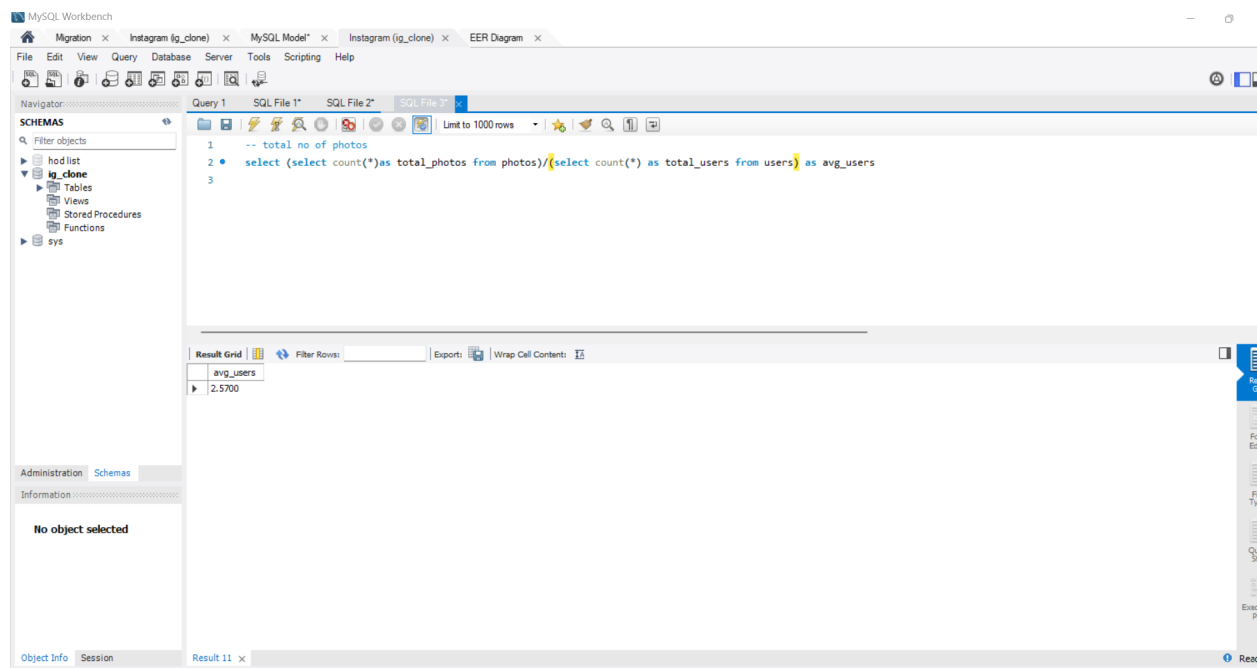 MySQL Workbench
Migration Instagram (ig_clone) MySQL Model* Instagram (ig_clone) EER Diagram
File Edit View Query Database Server Tools Scripting Help
Navigator
Query 1 SQL File 1* SQL File 2* SQL File 3*
SCHEMAS
Limit to 1000 rows
Filter objects
hod list
ig_clone
Tables
Views
Stored Procedures
Functions
sys
1 -- total no of photos
2 select (select count(*)as total_photos from photos)/(select count(*) as total_users from users) as avg_users
3
Result Grid Filter Rows: Export: Wrap Cell Content:
avg_users
2.5700
Administration Schemas
Information
No object selected
Object Info Session
Result 11